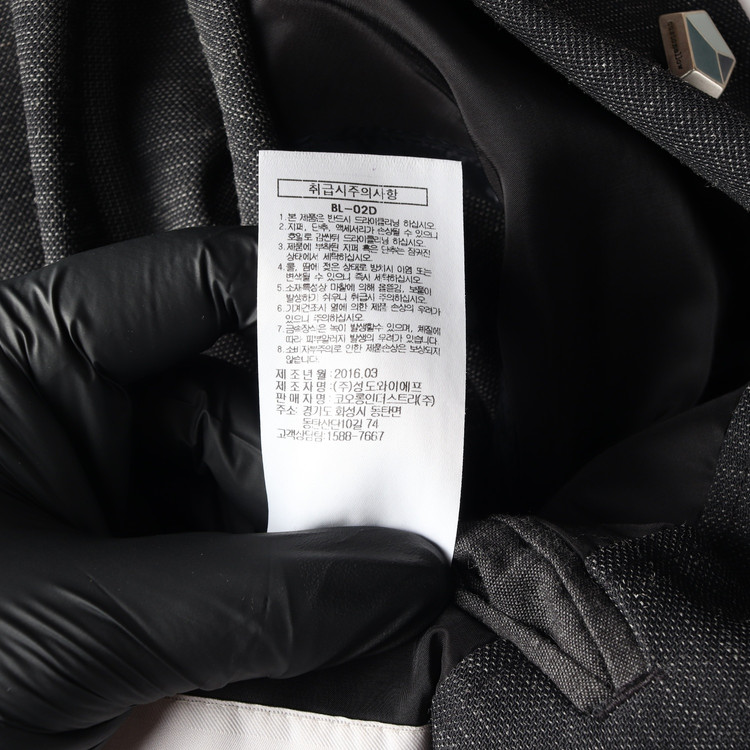 취급시주의사항
BL-02D
1. 본 제품은 반드시 드라이클리닝 하십시오.
2. 지퍼, 단추, 액세서리가 손상될 수 있으니
호일로 감싼뒤 드라이클리닝 하십시오.
3. 제품에 부착된 지퍼 혹은 단추는 잠궈진
상태에서 세탁하십시오.
4. 물, 땀에 젖은 상태로 방치시 이염 또는
변색될 수 있으니 즉시 세탁하십시오.
5. 소재특성상 마찰에 의해 올뜯김, 보풀이
발생하기 쉬우니 취급시 주의하십시오.
6. 기계건조시 열에 의한 제품 손상의 우려가
있으니 주의하십시오.
7. 금속장식은 녹이 발생할수 있으며, 체질에
따라 피부알러지 발생의 우려가 있습니다.
8. 소비자부주의로 인한 제품손상은 보상되지
않습니다.
제조년월:2016.03
제조자명:(주)성도와이에프
판매자명:코오롱인더스트리(주)
주소: 경기도 화성시 동탄면
동탄산단10길 74
고객상담팀:1588-7667